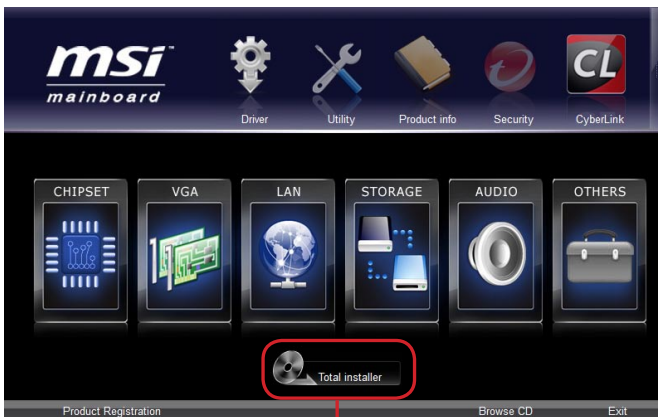 msi™
mainboard
Driver Utility Product info Security CyberLink
CL
CHIPSET VGA LAN STORAGE AUDIO OTHERS
Total installer
Product Registration Browse CD Exit